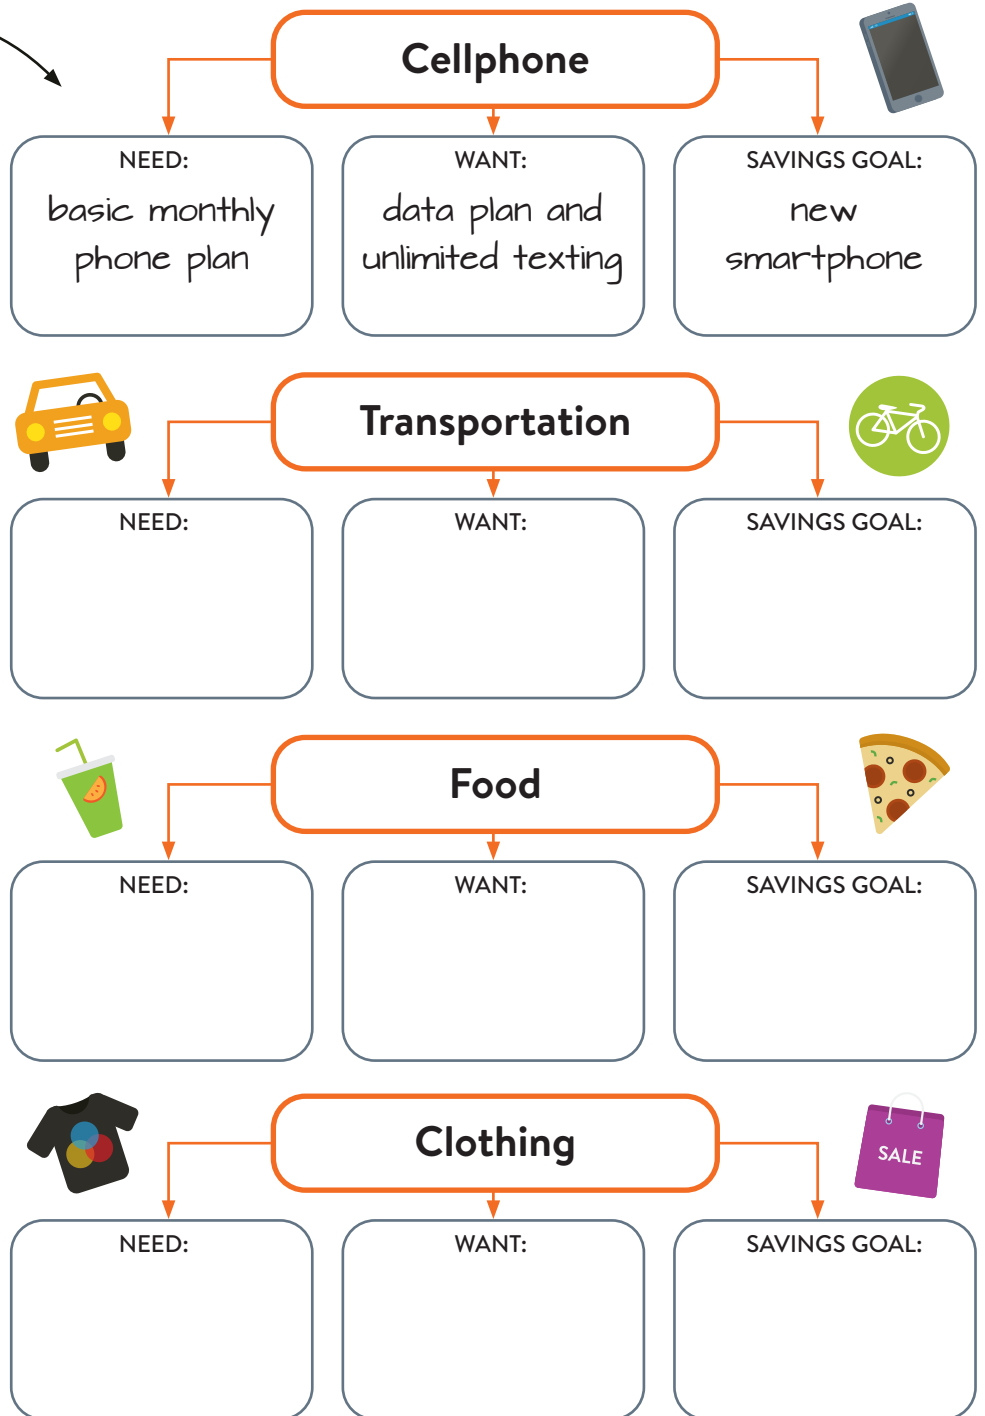 Cellphone
NEED:
basic monthly
phone plan
WANT:
data plan and
unlimited texting
SAVINGS GOAL:
new
smartphone
Transportation
NEED:
WANT:
SAVINGS GOAL:
Food
NEED:
WANT:
SAVINGS GOAL:
Clothing
SALE
NEED:
WANT:
SAVINGS GOAL: